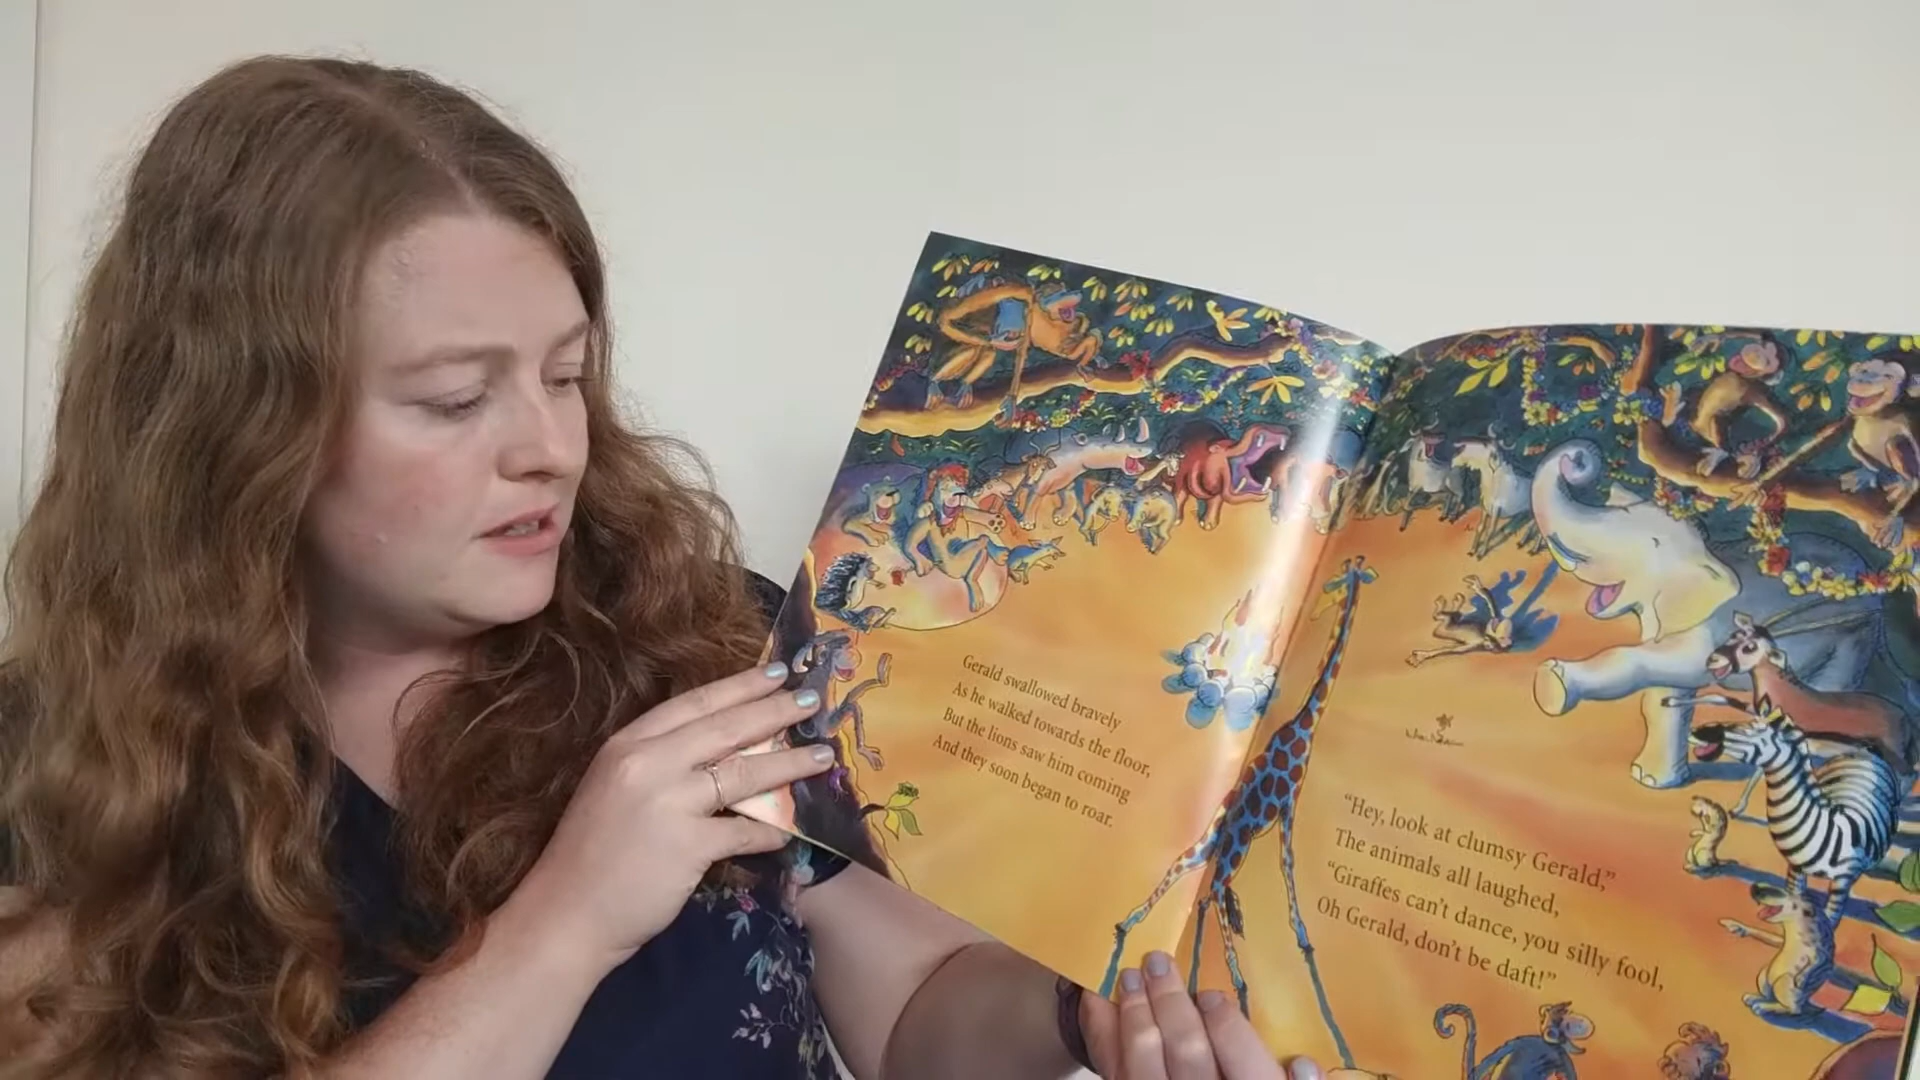 Gerald swallowed bravely
As he walked towards the floor,
But the lions saw him coming
And they soon began to roar.
“Hey, look at clumsy Gerald,”
The animals all laughed,
“Giraffes can't dance, you silly fool,
Oh Gerald, don't be daft!”